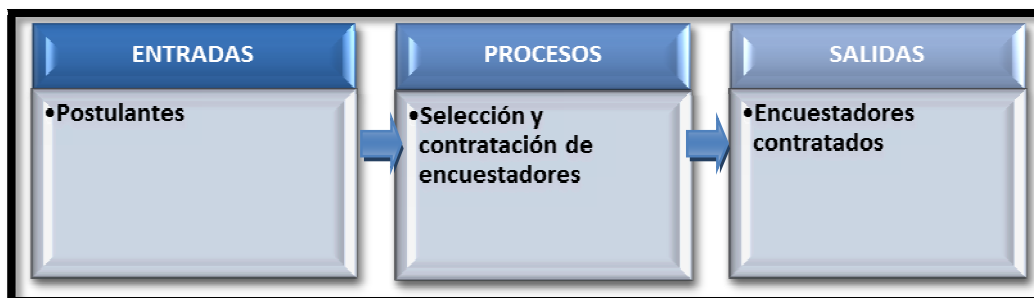 ENTRADAS
•Postulantes
PROCESOS
•Selección y
contratación de
encuestadores
SALIDAS
•Encuestadores
contratados